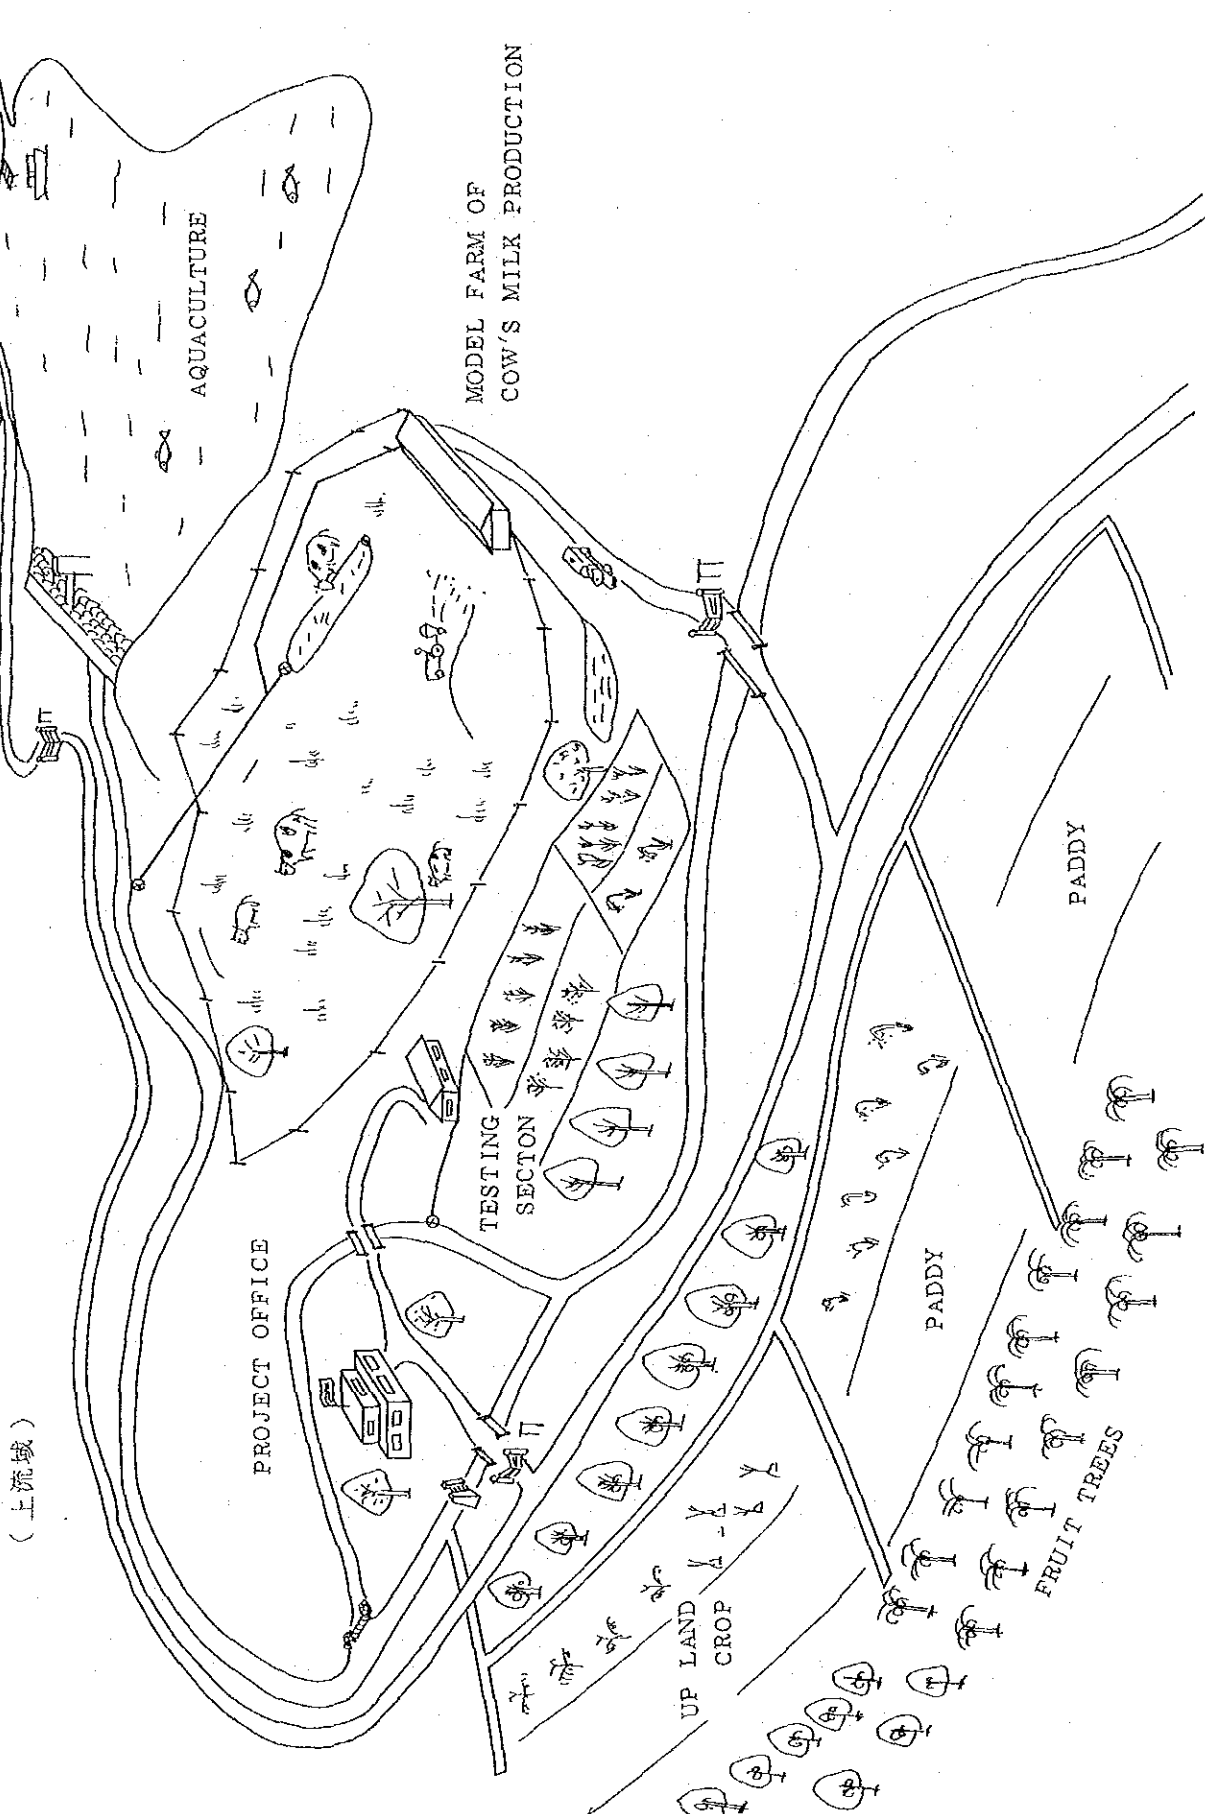 (上流域)
AQUACULTURE
MODEL FARM OF
COW'S MILK PRODUCTION
PROJECT OFFICE
TESTING
SECTON
PADDY
PADDY
UP LAND
CROP
FRUIT TREES